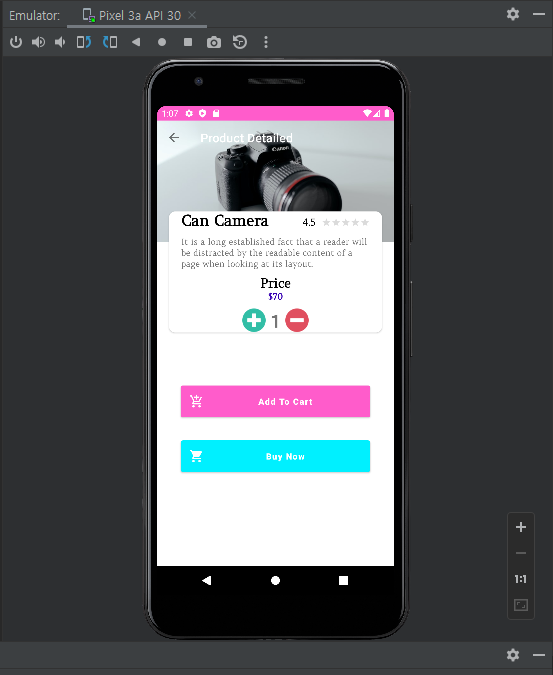 Emulator: Pixel 3a API 30
1:07
Product Detailed
Canon
Can Camera 4.5
It is a long established fact that a reader will
be distracted by the readable content of a
page when looking at its layout.
Price
$70
1
Add To Cart
Buy Now
1:1